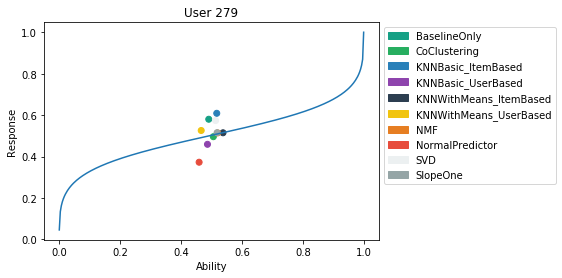 User 279
1.0
0.8
0.6
0.4
0.2
0.0
Response
0.0 0.2 0.4 0.6 0.8 1.0
Ability
BaselineOnly
CoClustering
KNNBasic_ItemBased
KNNBasic_UserBased
KNNWithMeans_ItemBased
KNNWithMeans_UserBased
NMF
NormalPredictor
SVD
SlopeOne